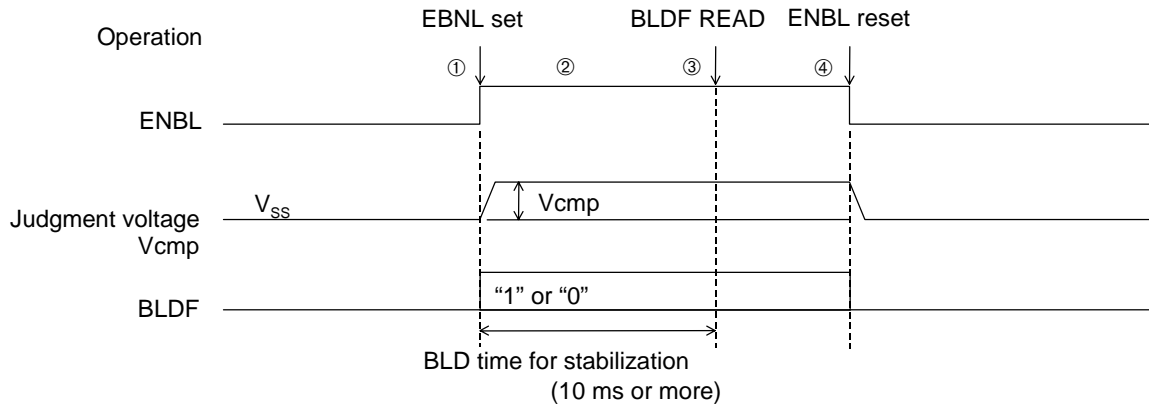 Operation
EBNL set
BLDF READ
ENBL reset
①
②
③
④
ENBL
VSS
Vcmp
Judgment voltage
Vcmp
“1” or “0”
BLDF
BLD time for stabilization
(10 ms or more)